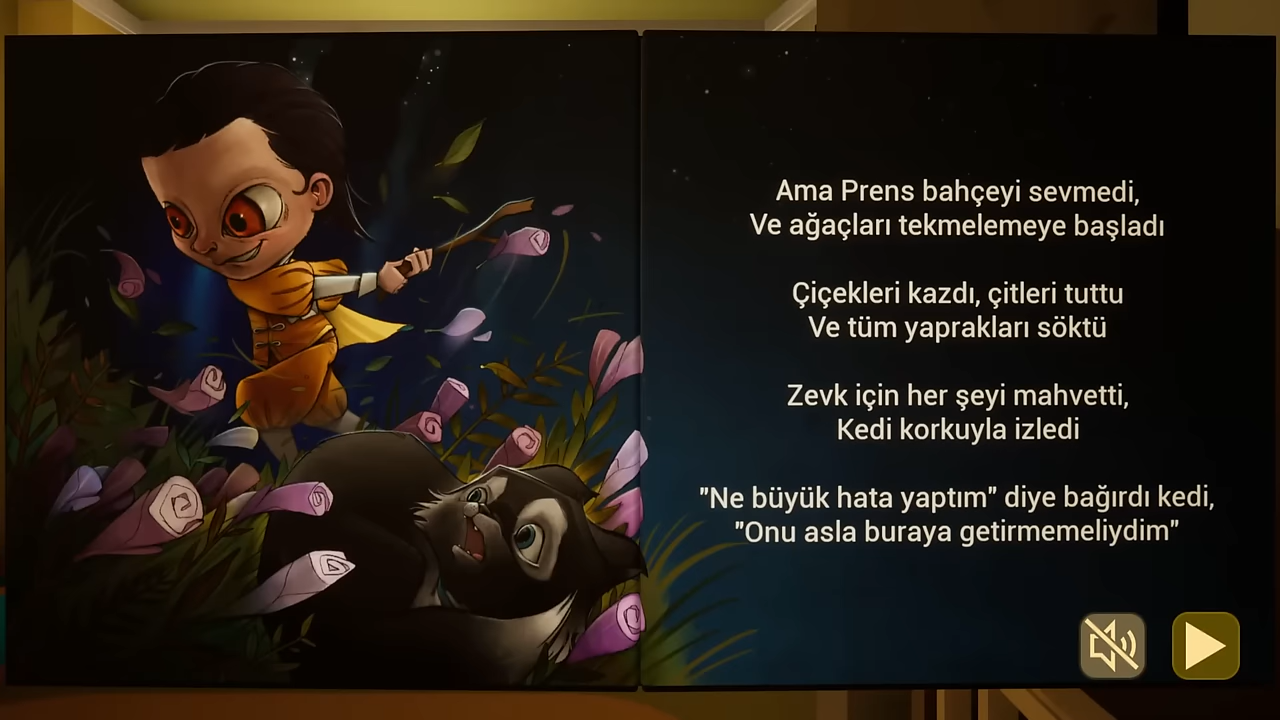 Ama Prens bahçeyi sevmedi,
Ve ağaçları tekmelemeye başladı
Çiçekleri kazdı, çitleri tuttu
Ve tüm yaprakları söktü
Zevk için her şeyi mahvetti,
Kedi korkuyla izledi
"Ne büyük hata yaptım" diye bağırdı kedi,
"Onu asla buraya getirmemeliydim"